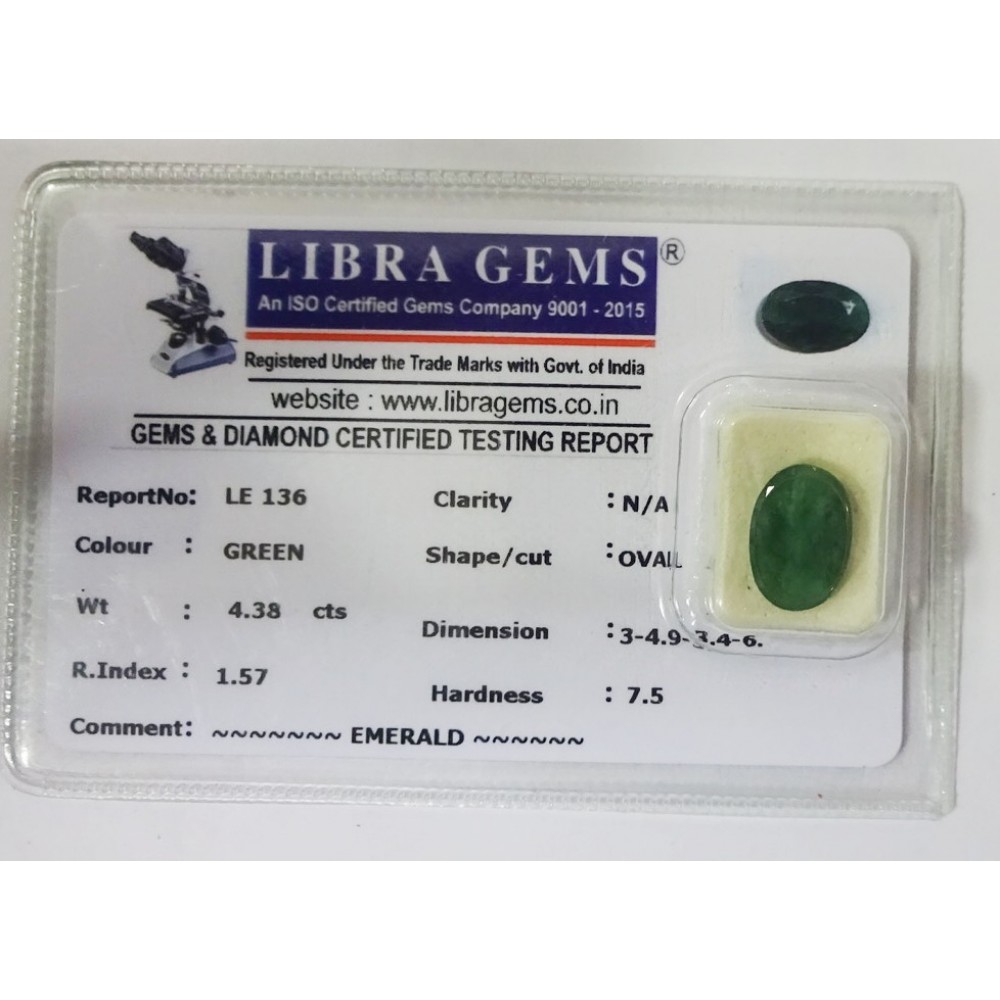 LIBRA GEMS®
An ISO Certified Gems Company 9001 - 2015
Registered Under the Trade Marks with Govt. of India
website : www.libragems.co.in
GEMS & DIAMOND CERTIFIED TESTING REPORT
ReportNo: LE 136
Clarity : N/A
Colour : GREEN
Shape/cut : OVAL
Wt : 4.38 cts
Dimension : 3-4.9-3.4-6.
R.Index : 1.57
Hardness : 7.5
Comment: ~~~~~~~ EMERALD ~~~~~~